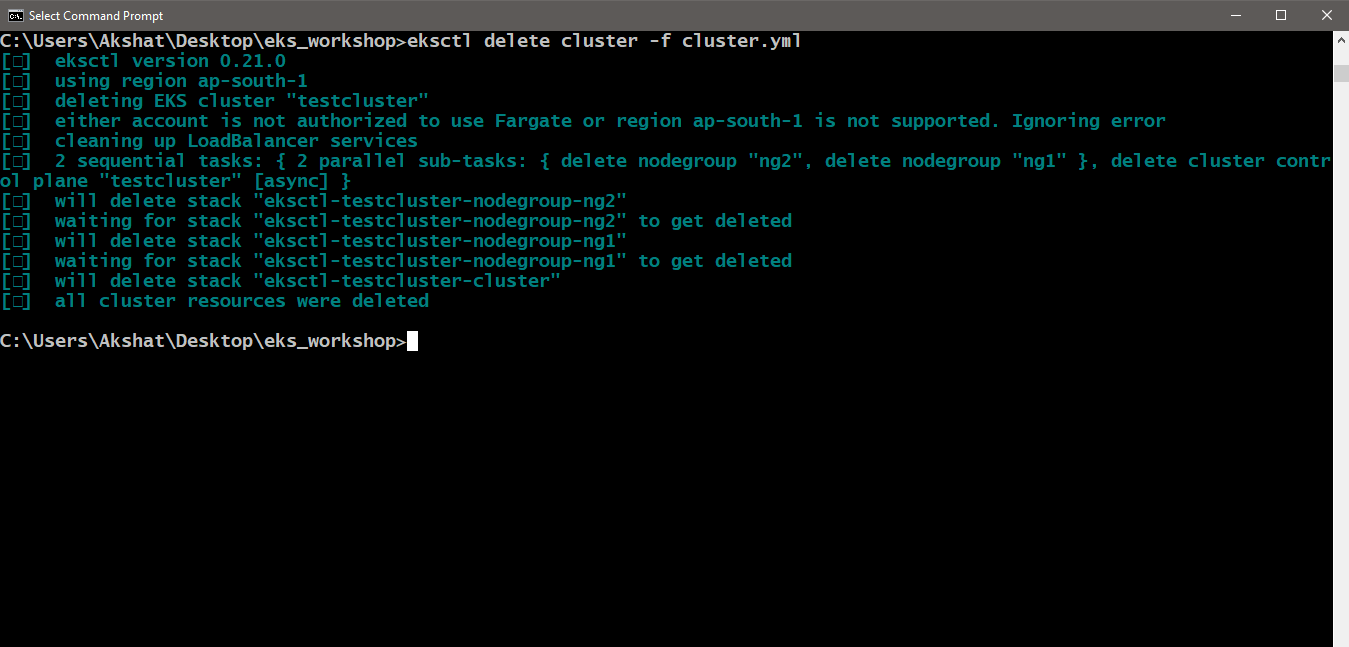 Select Command Prompt
C:\Users\Akshat\Desktop\eks_workshop>eksctl delete cluster -f cluster.yml
[□]  eksctl version 0.21.0
[□]  using region ap-south-1
[□]  deleting EKS cluster "testcluster"
[□]  either account is not authorized to use Fargate or region ap-south-1 is not supported. Ignoring error
[□]  cleaning up LoadBalancer services
[□]  2 sequential tasks: { 2 parallel sub-tasks: { delete nodegroup "ng2", delete nodegroup "ng1" }, delete cluster contr
ol plane "testcluster" [async] }
[□]  will delete stack "eksctl-testcluster-nodegroup-ng2"
[□]  waiting for stack "eksctl-testcluster-nodegroup-ng2" to get deleted
[□]  will delete stack "eksctl-testcluster-nodegroup-ng1"
[□]  waiting for stack "eksctl-testcluster-nodegroup-ng1" to get deleted
[□]  will delete stack "eksctl-testcluster-cluster"
[□]  all cluster resources were deleted
C:\Users\Akshat\Desktop\eks_workshop>